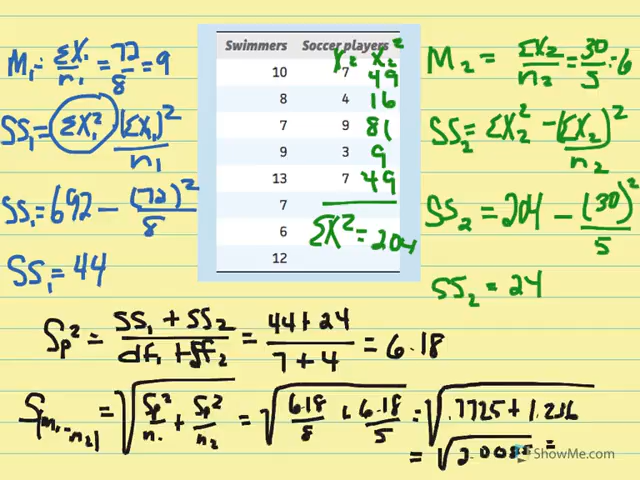 M₁ = ΣX₁/n₁ = 72/8 = 9
SS₁ = ΣX₁² (ΣX₁)²/n₁
SS₁ = 692 - (72)²/8
SS₁ = 44
Swimmers Soccer players
X₂ X₂²
10 7 49
8 4 16
7 9 81
9 3 9
13 7 49
7
6 ΣX² = 204
12
M₂ = ΣX₂/n₂ = 30/5 = 6
SS₂ = ΣX₂² - (ΣX₂)²/n₂
SS₂ = 204 - (30)²/5
SS₂ = 24
Sp² = SS₁ + SS₂/df₁ + df₂ = 44 + 24/7 + 4 = 6.18
S(m₁-m₂) = √Sp²/n₁ + Sp²/n₂ = √6.18/8 + 6.18/5 = √.7725 + 1.236
= √2.0085 =
ShowMe.com